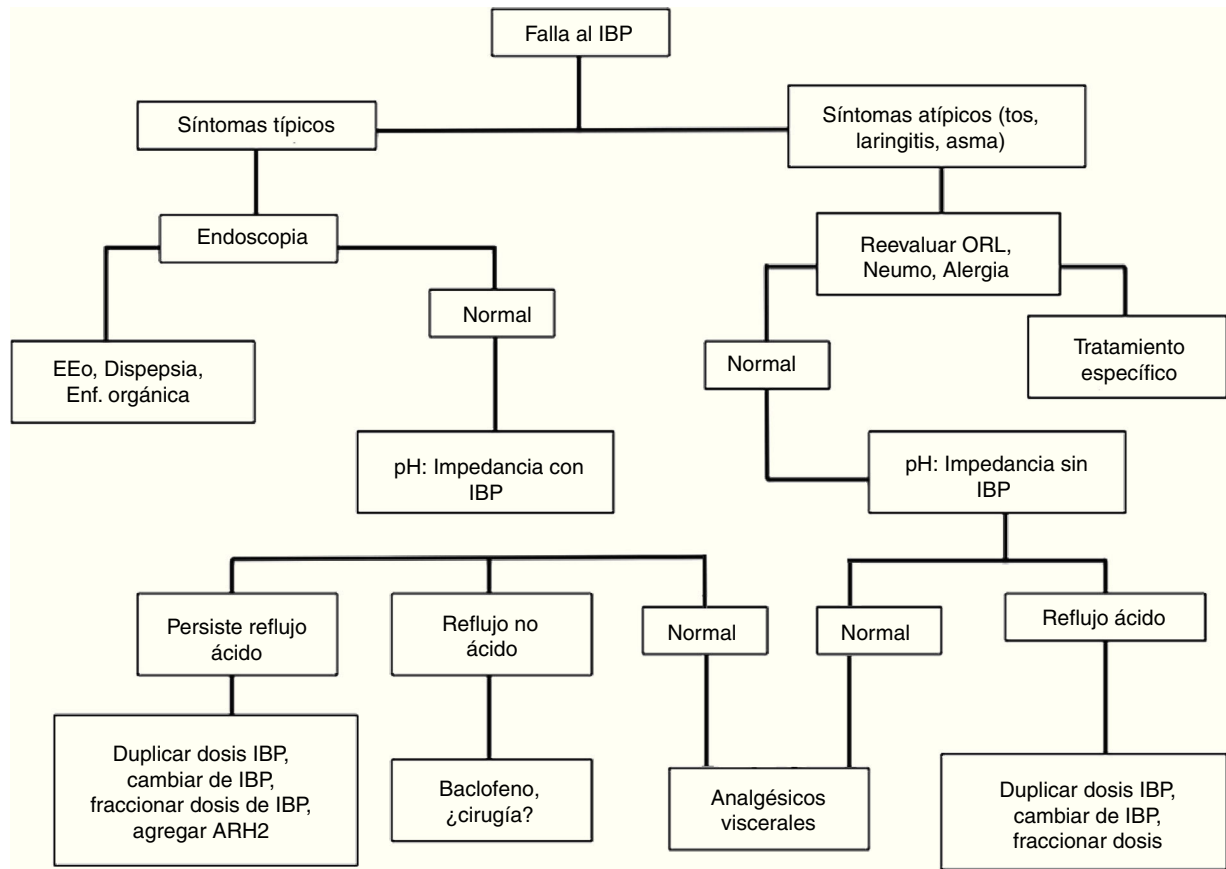 Falla al IBP
Síntomas típicos
Síntomas atípicos (tos,
laringitis, asma)
Endoscopia
Reevaluar ORL,
Neumo, Alergia
Normal
Normal
EEo, Dispepsia,
Enf. orgánica
Tratamiento
específico
pH: Impedancia con
IBP
pH: Impedancia sin
IBP
Persiste reflujo
ácido
Reflujo no
ácido
Normal
Normal
Reflujo ácido
Duplicar dosis IBP,
cambiar de IBP,
fraccionar dosis de IBP,
agregar ARH2
Baclofeno,
¿cirugía?
Analgésicos
viscerales
Duplicar dosis IBP,
cambiar de IBP,
fraccionar dosis